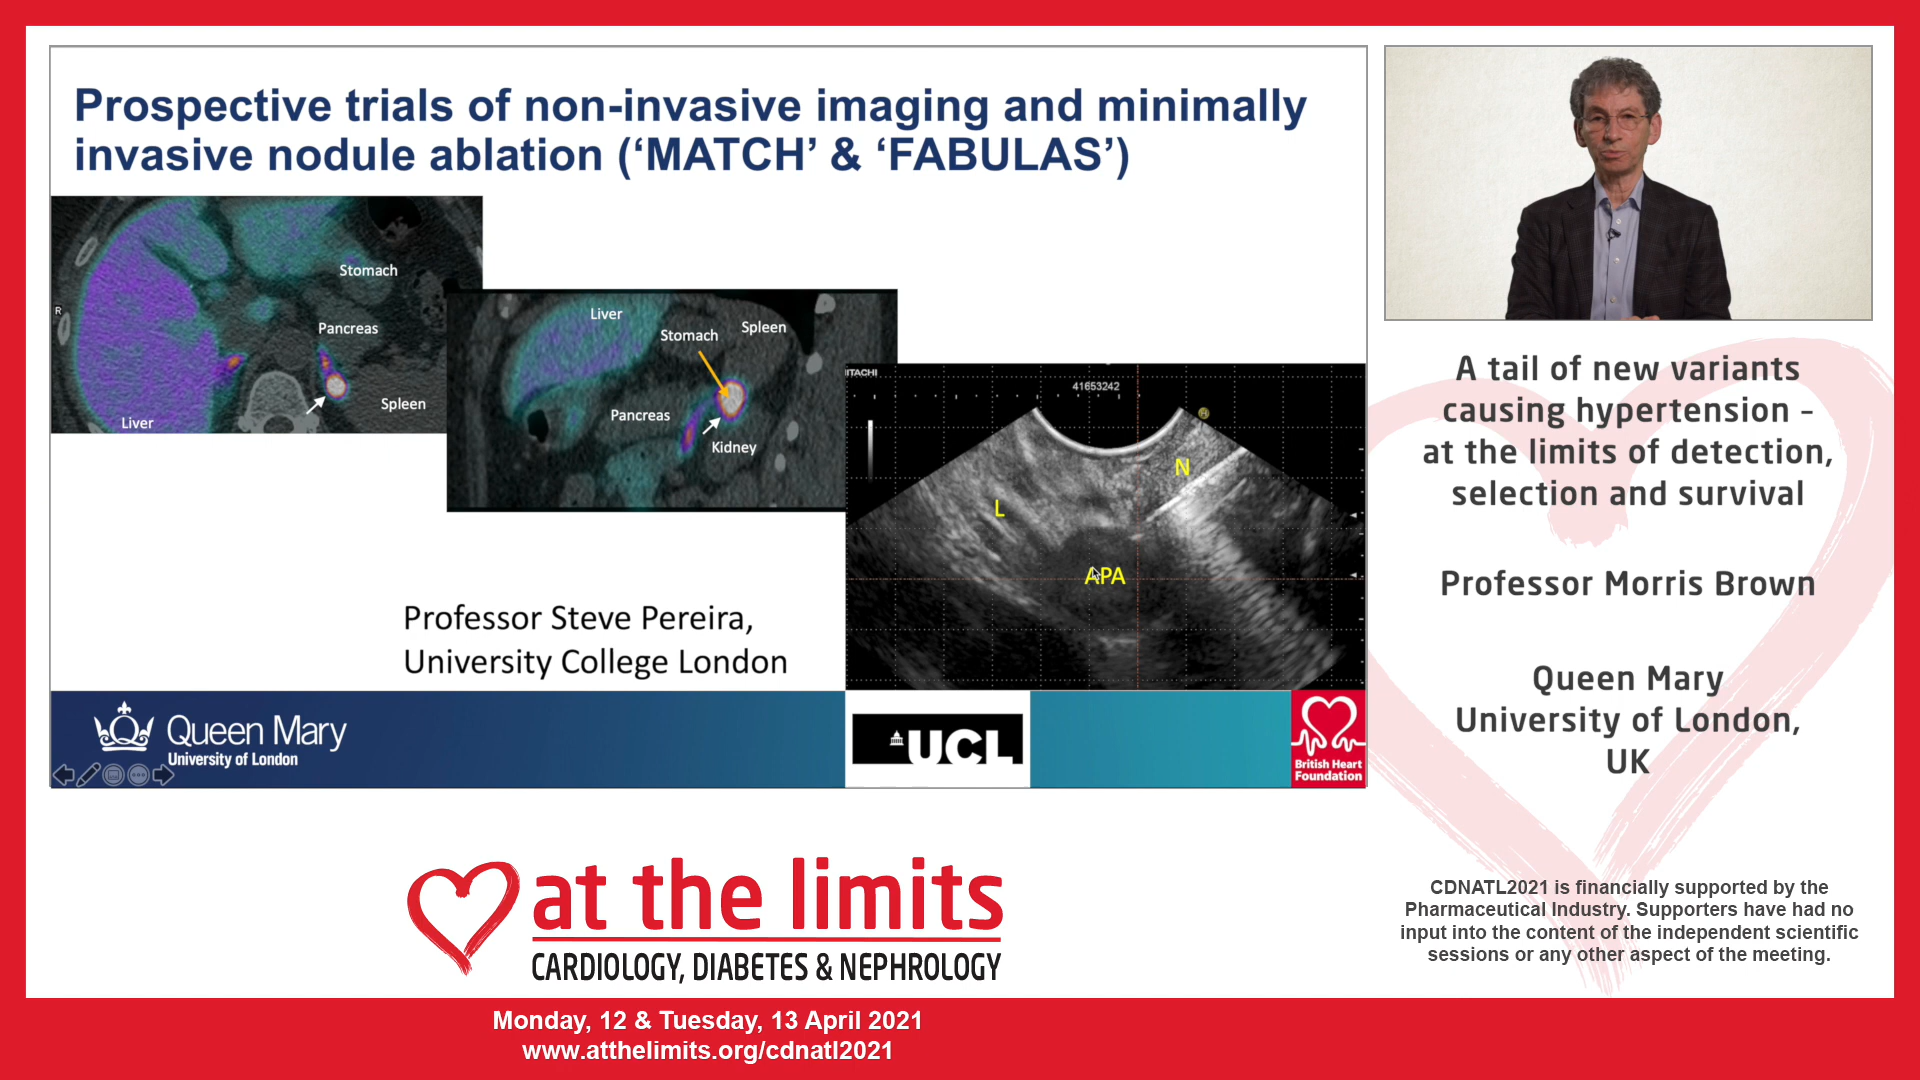 Prospective trials of non-invasive imaging and minimally
invasive nodule ablation (‘MATCH’ & ‘FABULAS’)
Stomach
R
Pancreas
Spleen
Liver
Liver
Stomach
Spleen
Pancreas
Kidney
ITACHI
41653242
N
L
APA
Professor Steve Pereira,
University College London
Queen Mary
University of London
UCL
British Heart
Foundation
A tail of new variants
causing hypertension –
at the limits of detection,
selection and survival
Professor Morris Brown
Queen Mary
University of London,
UK
at the limits
CARDIOLOGY, DIABETES & NEPHROLOGY
CDNATL2021 is financially supported by the
Pharmaceutical Industry. Supporters have had no
input into the content of the independent scientific
sessions or any other aspect of the meeting.
Monday, 12 & Tuesday, 13 April 2021
www.atthelimits.org/cdnatl2021